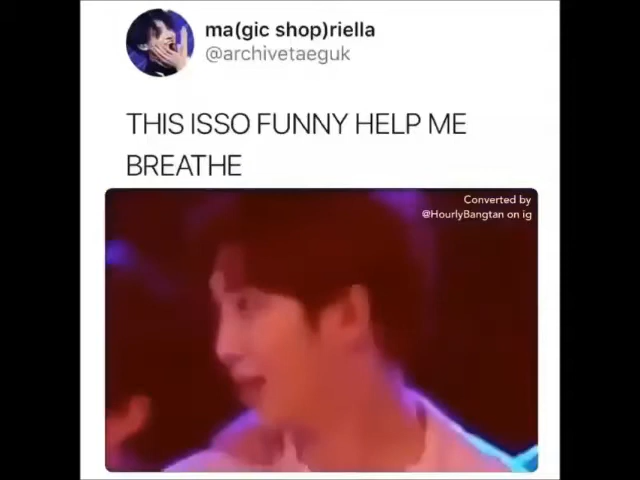 ma(gic shop)riella
@archivetaeguk
THIS ISSO FUNNY HELP ME
BREATHE
Converted by
@HourlyBangtan on ig